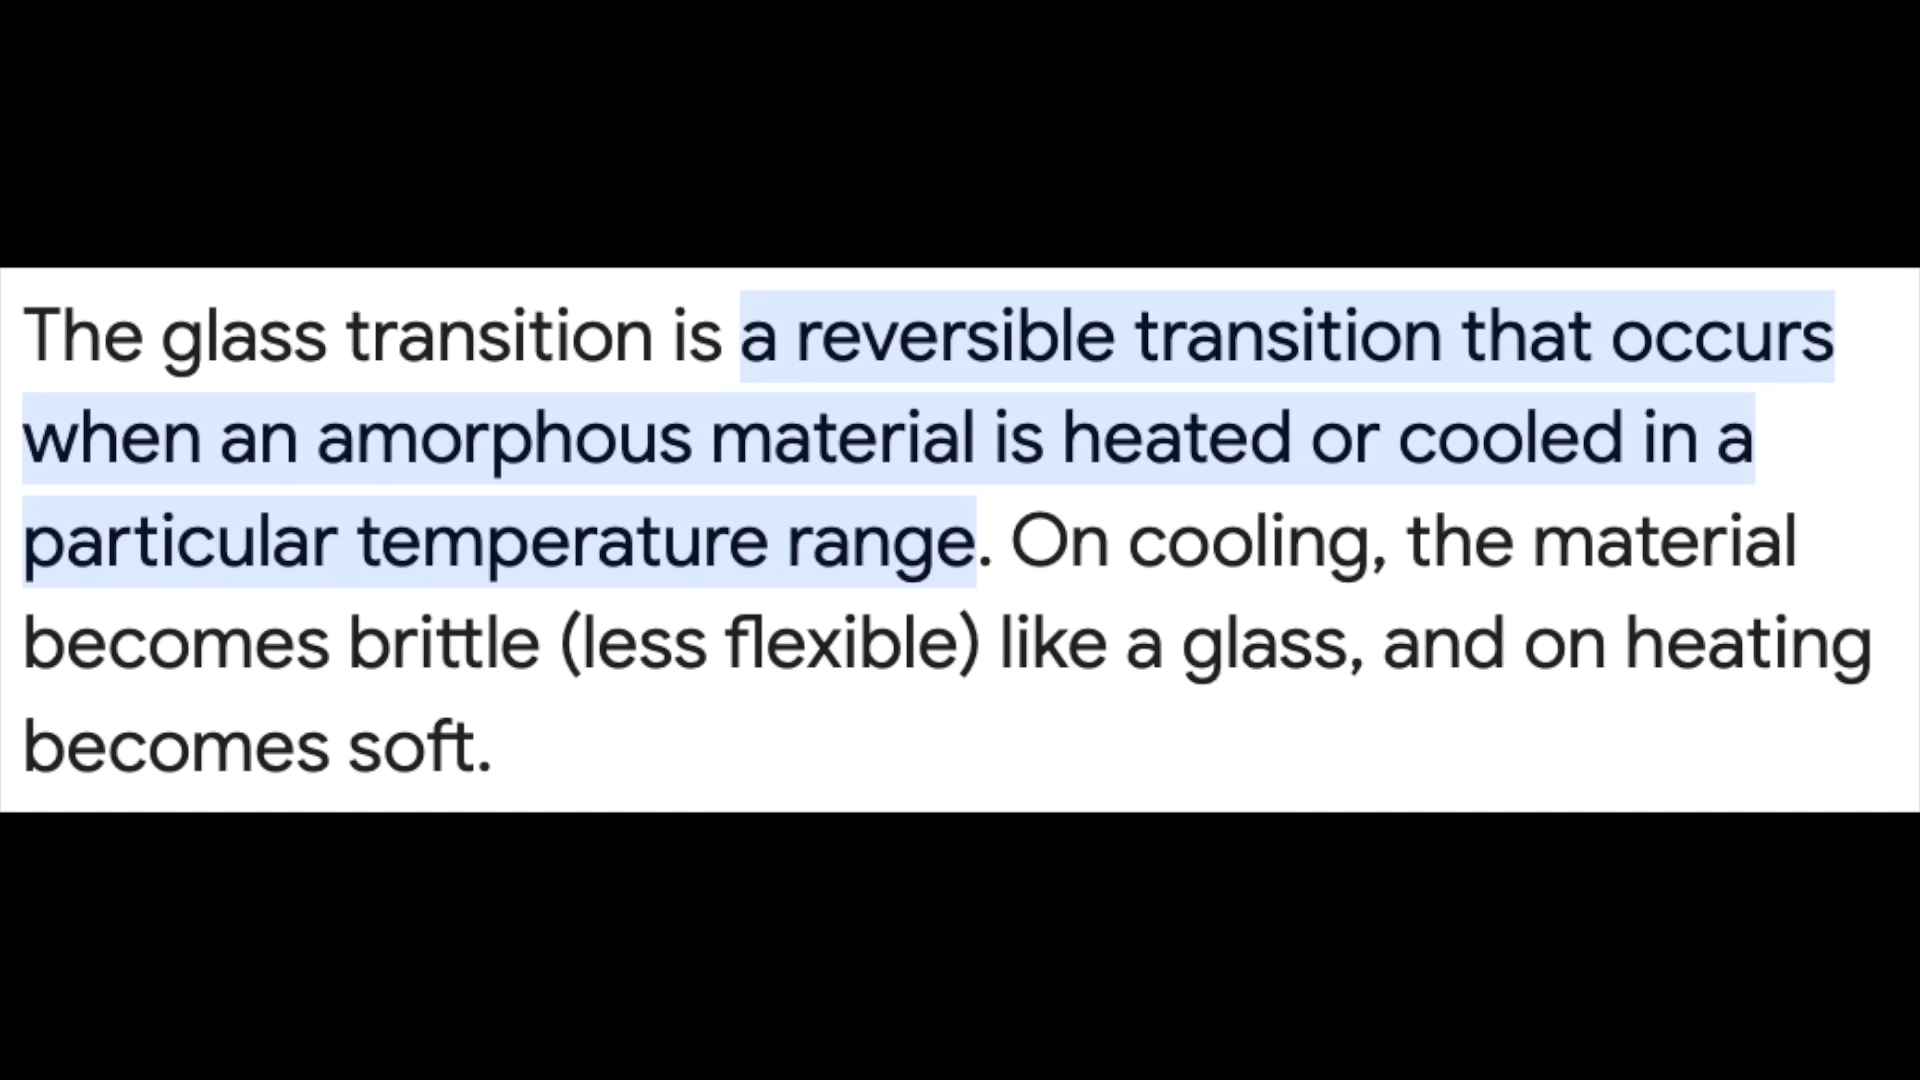 The glass transition is a reversible transition that occurs
when an amorphous material is heated or cooled in a
particular temperature range. On cooling, the material
becomes brittle (less flexible) like a glass, and on heating
becomes soft.